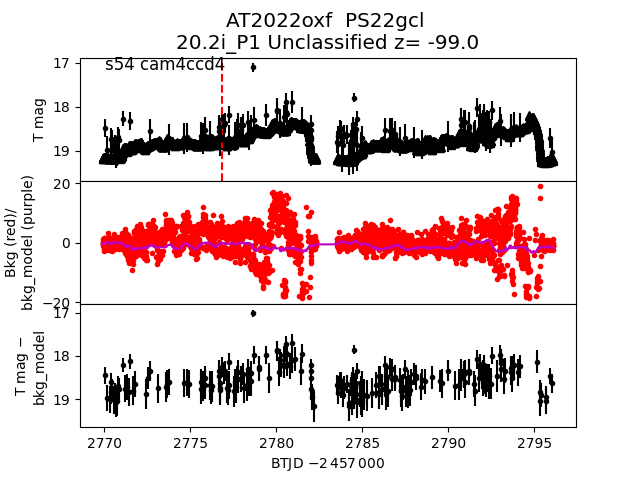 AT2022oxf  PS22gcl
20.2i_P1 Unclassified z= -99.0
s54 cam4ccd4
17
18
19
T mag
20
0
−20
Bkg (red)/
bkg_model (purple)
17
18
19
T mag −
bkg_model
2770 2775 2780 2785 2790 2795
BTJD −2 457 000